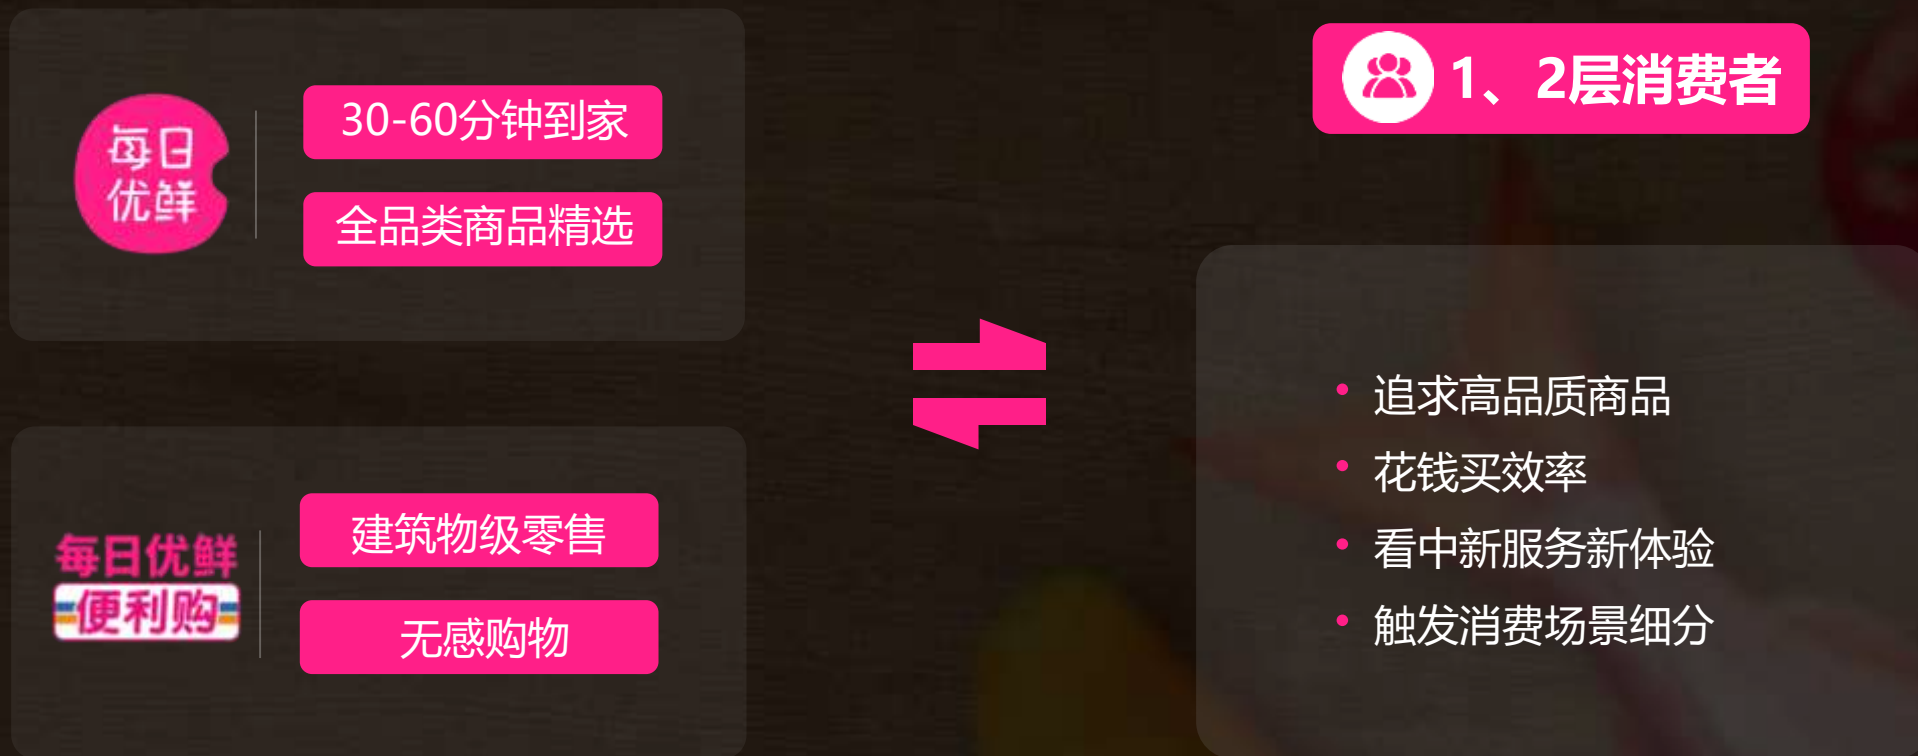 每日
优鲜
30-60分钟到家
全品类商品精选
每日优鲜
便利购
建筑物级零售
无感购物
1、2层消费者
• 追求高品质商品
• 花钱买效率
• 看中新服务新体验
• 触发消费场景细分